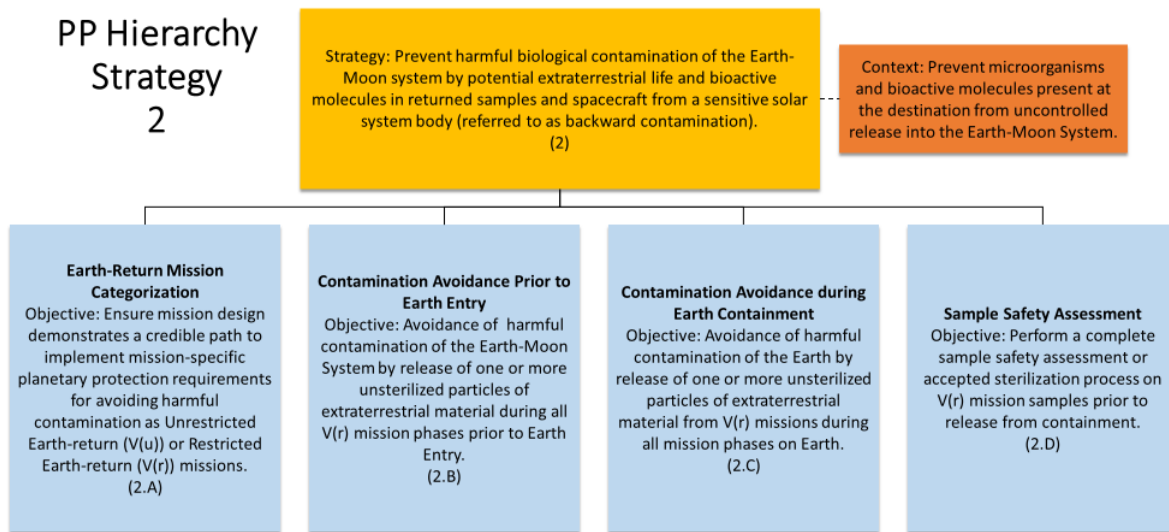 PP Hierarchy
Strategy
2
Strategy: Prevent harmful biological contamination of the Earth-
Moon system by potential extraterrestrial life and bioactive
molecules in returned samples and spacecraft from a sensitive solar
system body (referred to as backward contamination).
(2)
Context: Prevent microorganisms
and bioactive molecules present at
the destination from uncontrolled
release into the Earth-Moon System.
Earth-Return Mission
Categorization
Objective: Ensure mission design
demonstrates a credible path to
implement mission-specific
planetary protection requirements
for avoiding harmful
contamination as Unrestricted
Earth-return (V(u)) or Restricted
Earth-return (V(r)) missions.
(2.A)
Contamination Avoidance Prior to
Earth Entry
Objective: Avoidance of harmful
contamination of the Earth-Moon
System by release of one or more
unsterilized particles of
extraterrestrial material during all
V(r) mission phases prior to Earth
Entry.
(2.B)
Contamination Avoidance during
Earth Containment
Objective: Avoidance of harmful
contamination of the Earth by
release of one or more unsterilized
particles of extraterrestrial
material from V(r) missions during
all mission phases on Earth.
(2.C)
Sample Safety Assessment
Objective: Perform a complete
sample safety assessment or
accepted sterilization process on
V(r) mission samples prior to
release from containment.
(2.D)